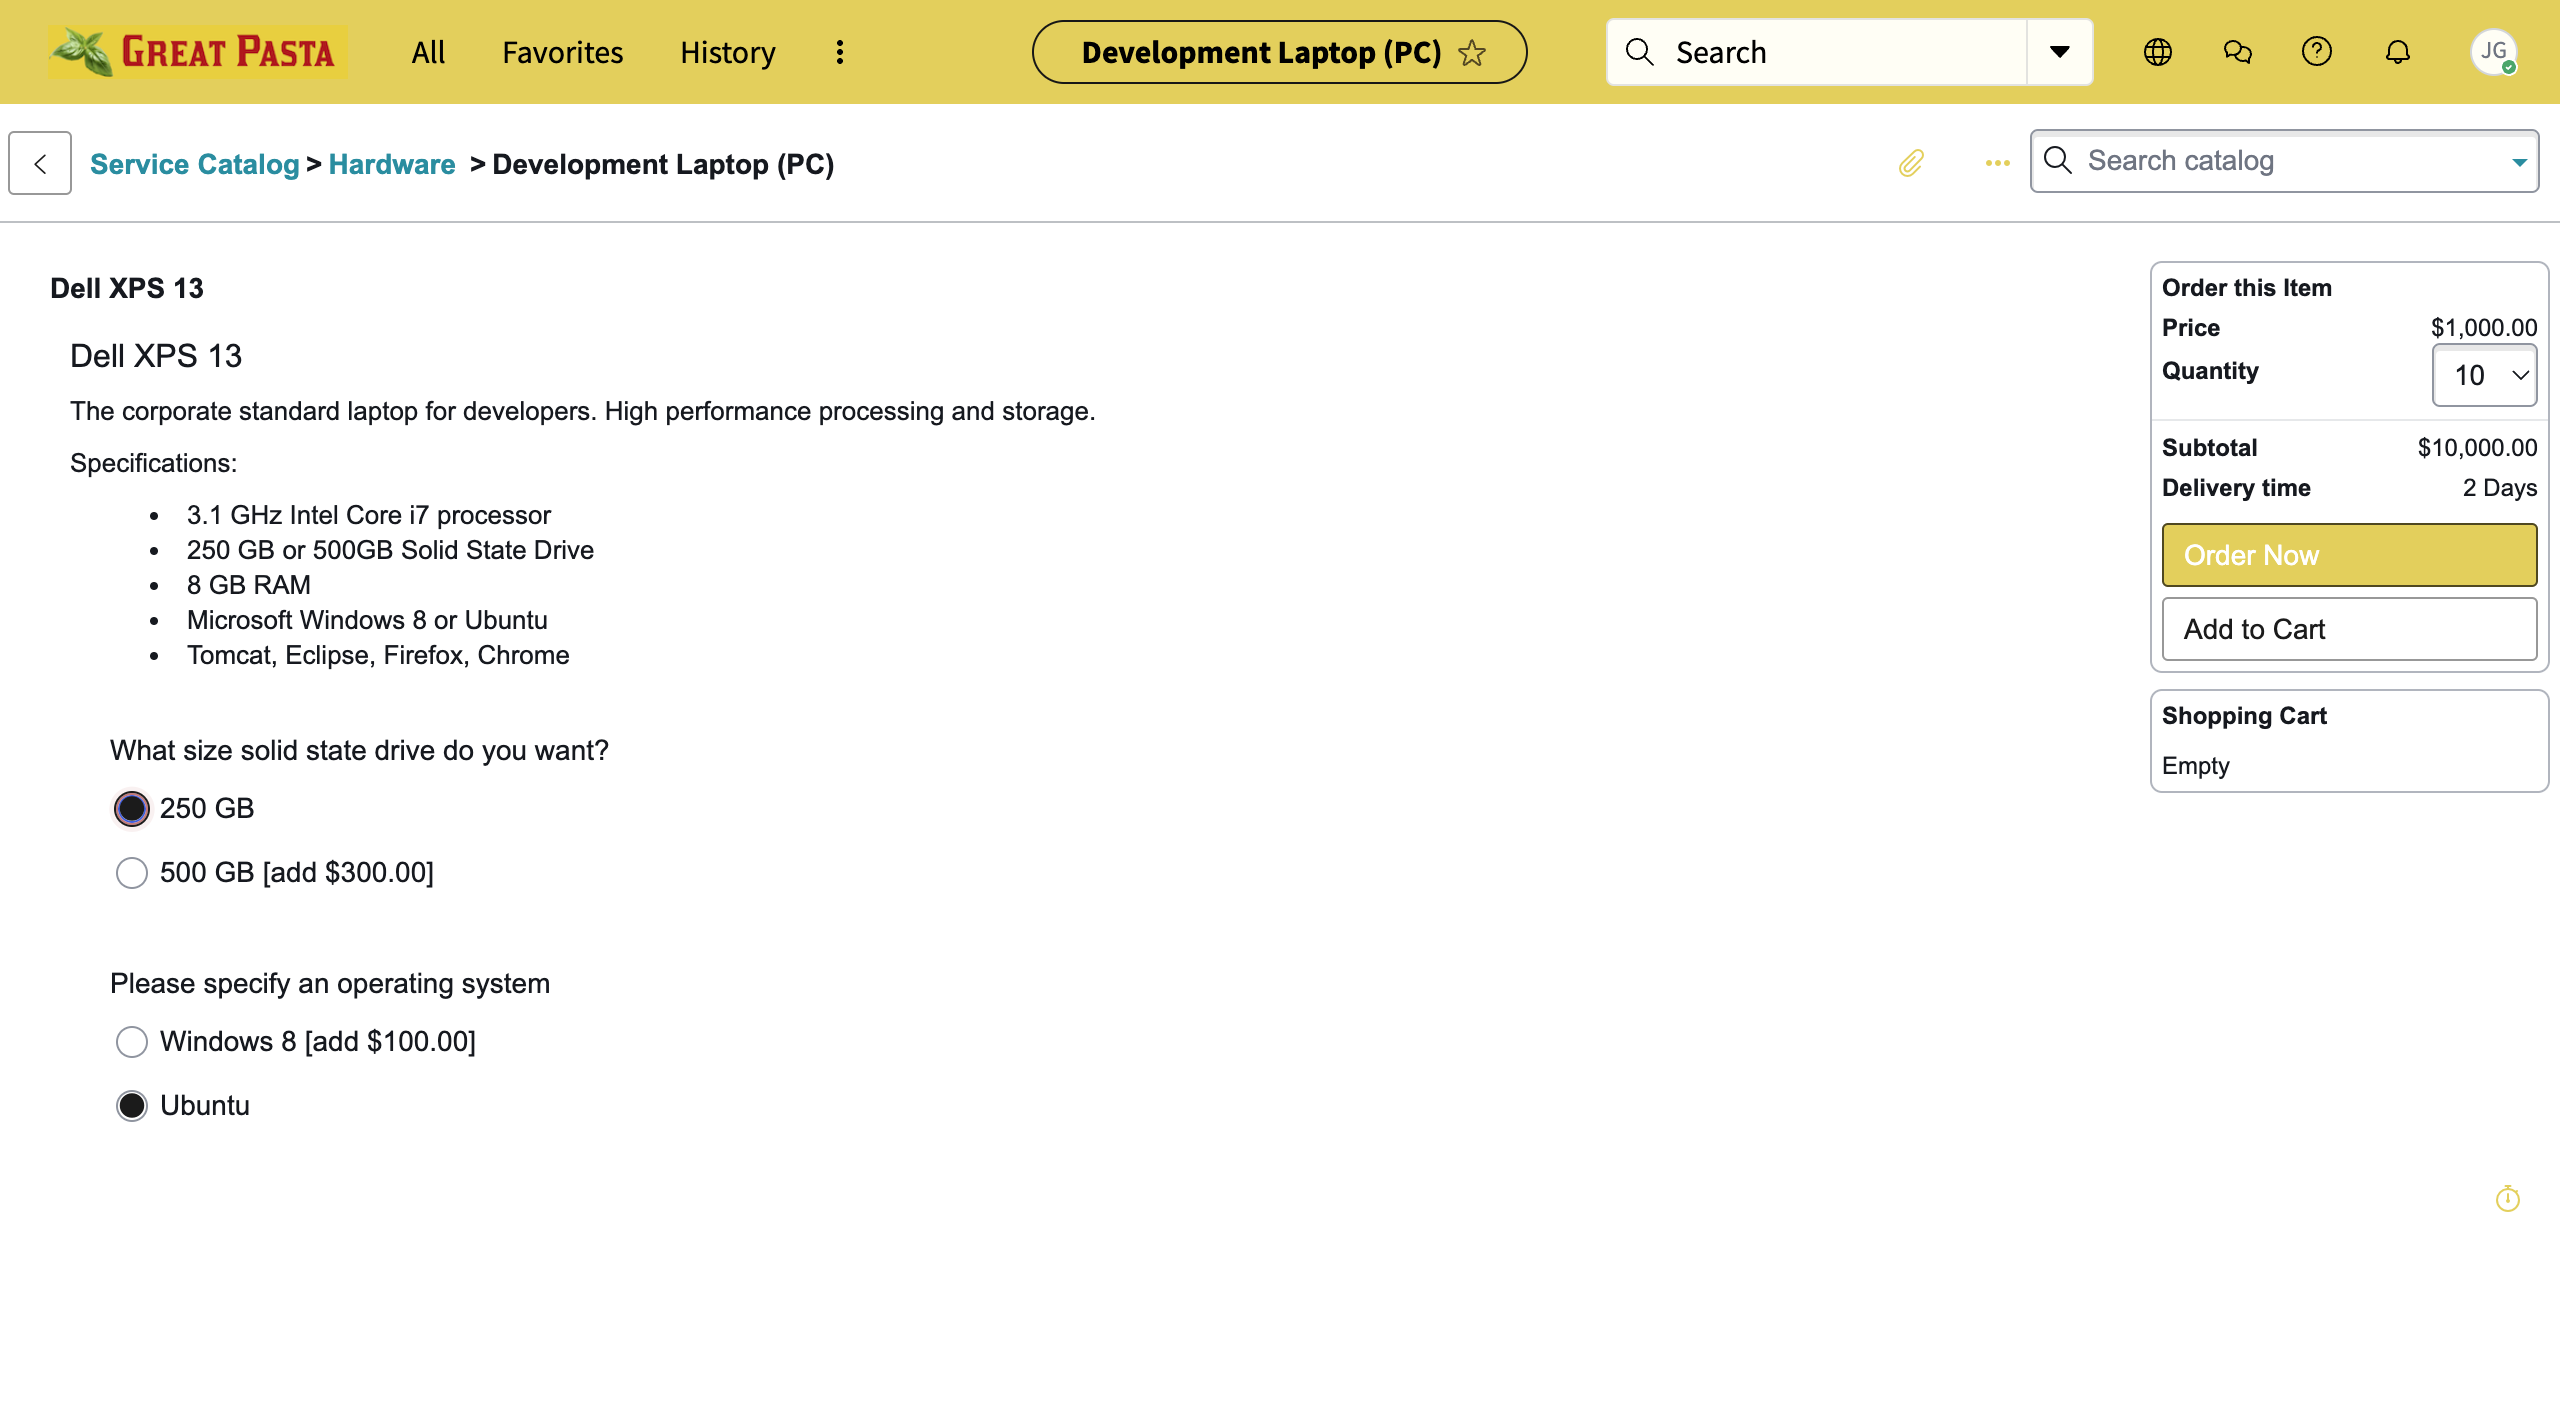 GREAT PASTA
All
Favorites
History
Development Laptop (PC)
Search
JG
Service Catalog > Hardware > Development Laptop (PC)
Search catalog
Dell XPS 13
Dell XPS 13
The corporate standard laptop for developers. High performance processing and storage.
Specifications:
3.1 GHz Intel Core i7 processor
250 GB or 500GB Solid State Drive
8 GB RAM
Microsoft Windows 8 or Ubuntu
Tomcat, Eclipse, Firefox, Chrome
What size solid state drive do you want?
250 GB
500 GB [add $300.00]
Please specify an operating system
Windows 8 [add $100.00]
Ubuntu
Order this Item
Price $1,000.00
Quantity 10
Subtotal $10,000.00
Delivery time 2 Days
Order Now
Add to Cart
Shopping Cart
Empty